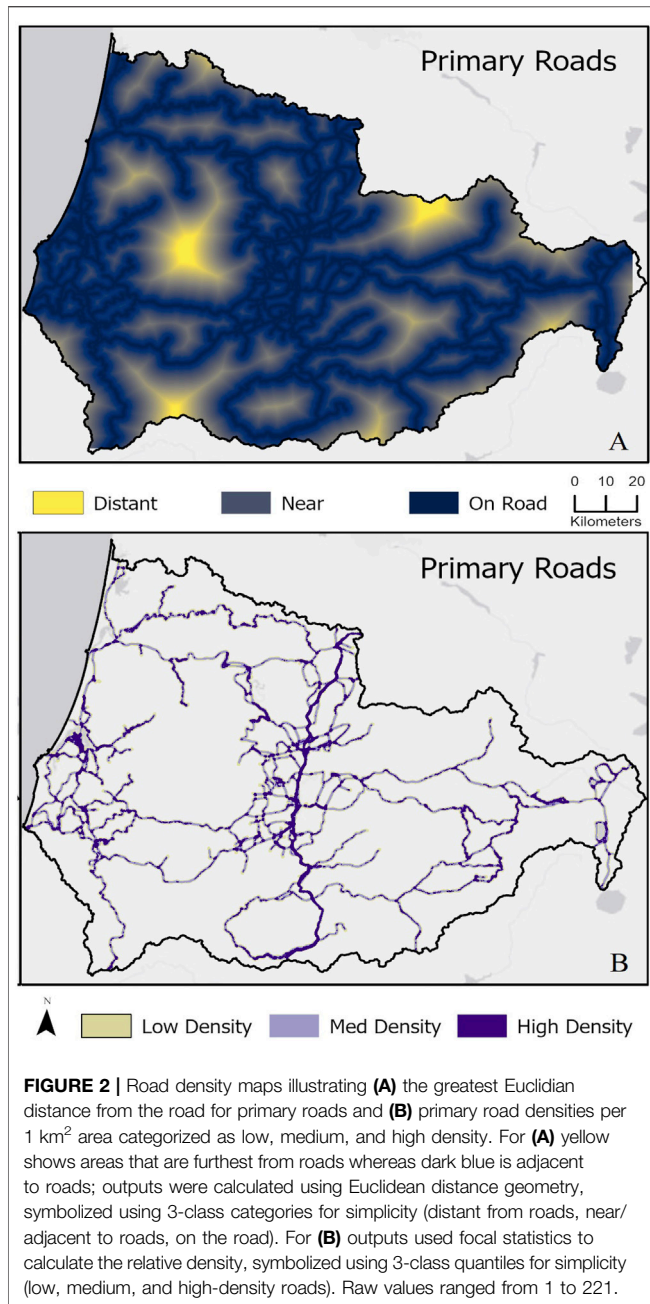 Primary Roads
A
Distant
Near
On Road
0 10 20
Kilometers
Primary Roads
B
N
Low Density
Med Density
High Density
FIGURE 2 | Road density maps illustrating (A) the greatest Euclidian
distance from the road for primary roads and (B) primary road densities per
1 km² area categorized as low, medium, and high density. For (A) yellow
shows areas that are furthest from roads whereas dark blue is adjacent
to roads; outputs were calculated using Euclidean distance geometry,
symbolized using 3-class categories for simplicity (distant from roads, near/
adjacent to roads, on the road). For (B) outputs used focal statistics to
calculate the relative density, symbolized using 3-class quantiles for simplicity
(low, medium, and high-density roads). Raw values ranged from 1 to 221.